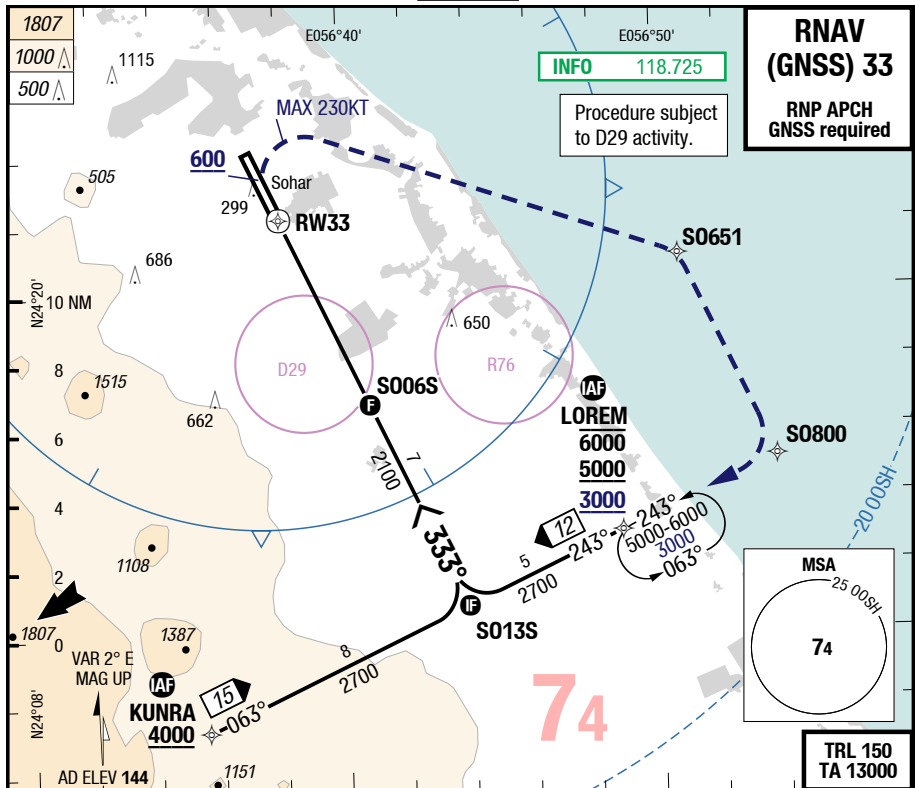 1807
1000
500
1115
E056°40'
E056°50'
RNAV
(GNSS) 33
RNP APCH
GNSS required
INFO 118.725
Procedure subject
to D29 activity.
MAX 230KT
600
505
Sohar
299
RW33
SO651
686
N24°20'
10 NM
650
D29
R76
8
1515
SO06S
F
IAF
LOREM
6000
5000
3000
662
6
SO800
7
2100
4
20 OOSH
333°
12
243°
243°
5000-6000
3000
063°
5
2700
1108
2
IF
SO13S
MSA
25 OOSH
74
1807
0
1387
VAR 2° E
MAG UP
8
2700
IAF
KUNRA
4000
15
063°
74
N24°08'
AD ELEV 144
1151
TRL 150
TA 13000